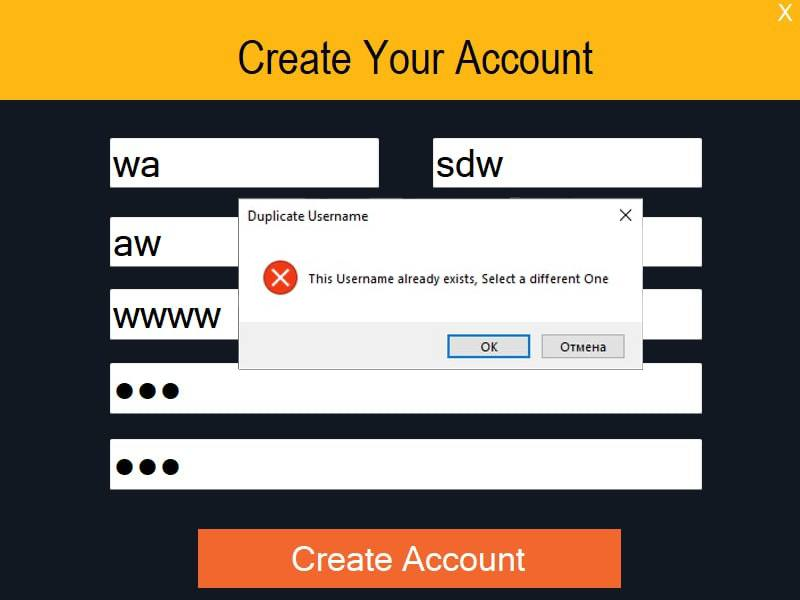 X
Create Your Account
wa
sdw
Duplicate Username
aw
This Username already exists, Select a different One
wwww
OK
Отмена
●●●
●●●
Create Account